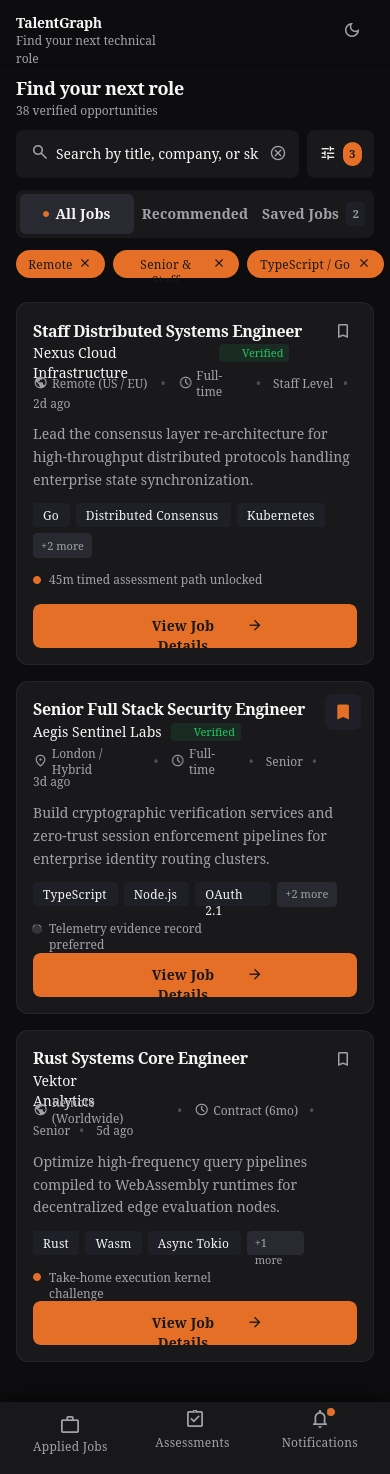 TalentGraph
Find your next technical
role
Find your next role
38 verified opportunities
Search by title, company, or sk
3
All Jobs
Recommended
Saved Jobs
2
Remote
Senior &
Staff
TypeScript / Go
Staff Distributed Systems Engineer
Nexus Cloud
Infrastructure
Verified
Remote (US / EU)
•
Full-
time
•
Staff Level
•
2d ago
Lead the consensus layer re-architecture for
high-throughput distributed protocols handling
enterprise state synchronization.
Go
Distributed Consensus
Kubernetes
+2 more
45m timed assessment path unlocked
View Job
Details
Senior Full Stack Security Engineer
Aegis Sentinel Labs
Verified
London /
Hybrid
•
Full-
time
•
Senior
•
3d ago
Build cryptographic verification services and
zero-trust session enforcement pipelines for
enterprise identity routing clusters.
TypeScript
Node.js
OAuth
2.1
+2 more
Telemetry evidence record
preferred
View Job
Details
Rust Systems Core Engineer
Vektor
Analytics
Remote
(Worldwide)
•
Contract (6mo)
•
Senior
•
5d ago
Optimize high-frequency query pipelines
compiled to WebAssembly runtimes for
decentralized edge evaluation nodes.
Rust
Wasm
Async Tokio
+1
more
Take-home execution kernel
challenge
View Job
Details
Applied Jobs
Assessments
Notifications